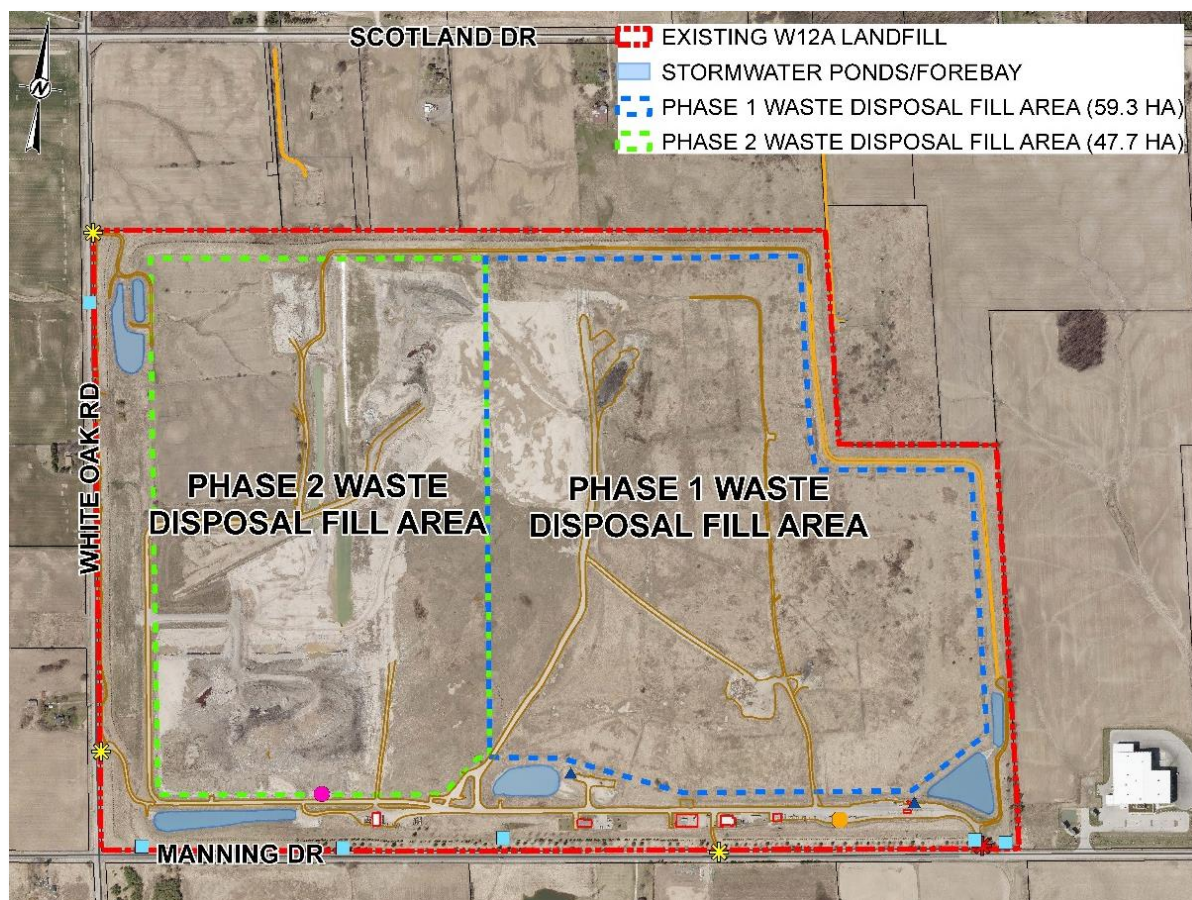 SCOTLAND DR
EXISTING W12A LANDFILL
STORMWATER PONDS/FOREBAY
PHASE 1 WASTE DISPOSAL FILL AREA (59.3 HA)
PHASE 2 WASTE DISPOSAL FILL AREA (47.7 HA)
N
WHITE OAK RD
PHASE 2 WASTE
DISPOSAL FILL AREA
PHASE 1 WASTE
DISPOSAL FILL AREA
MANNING DR